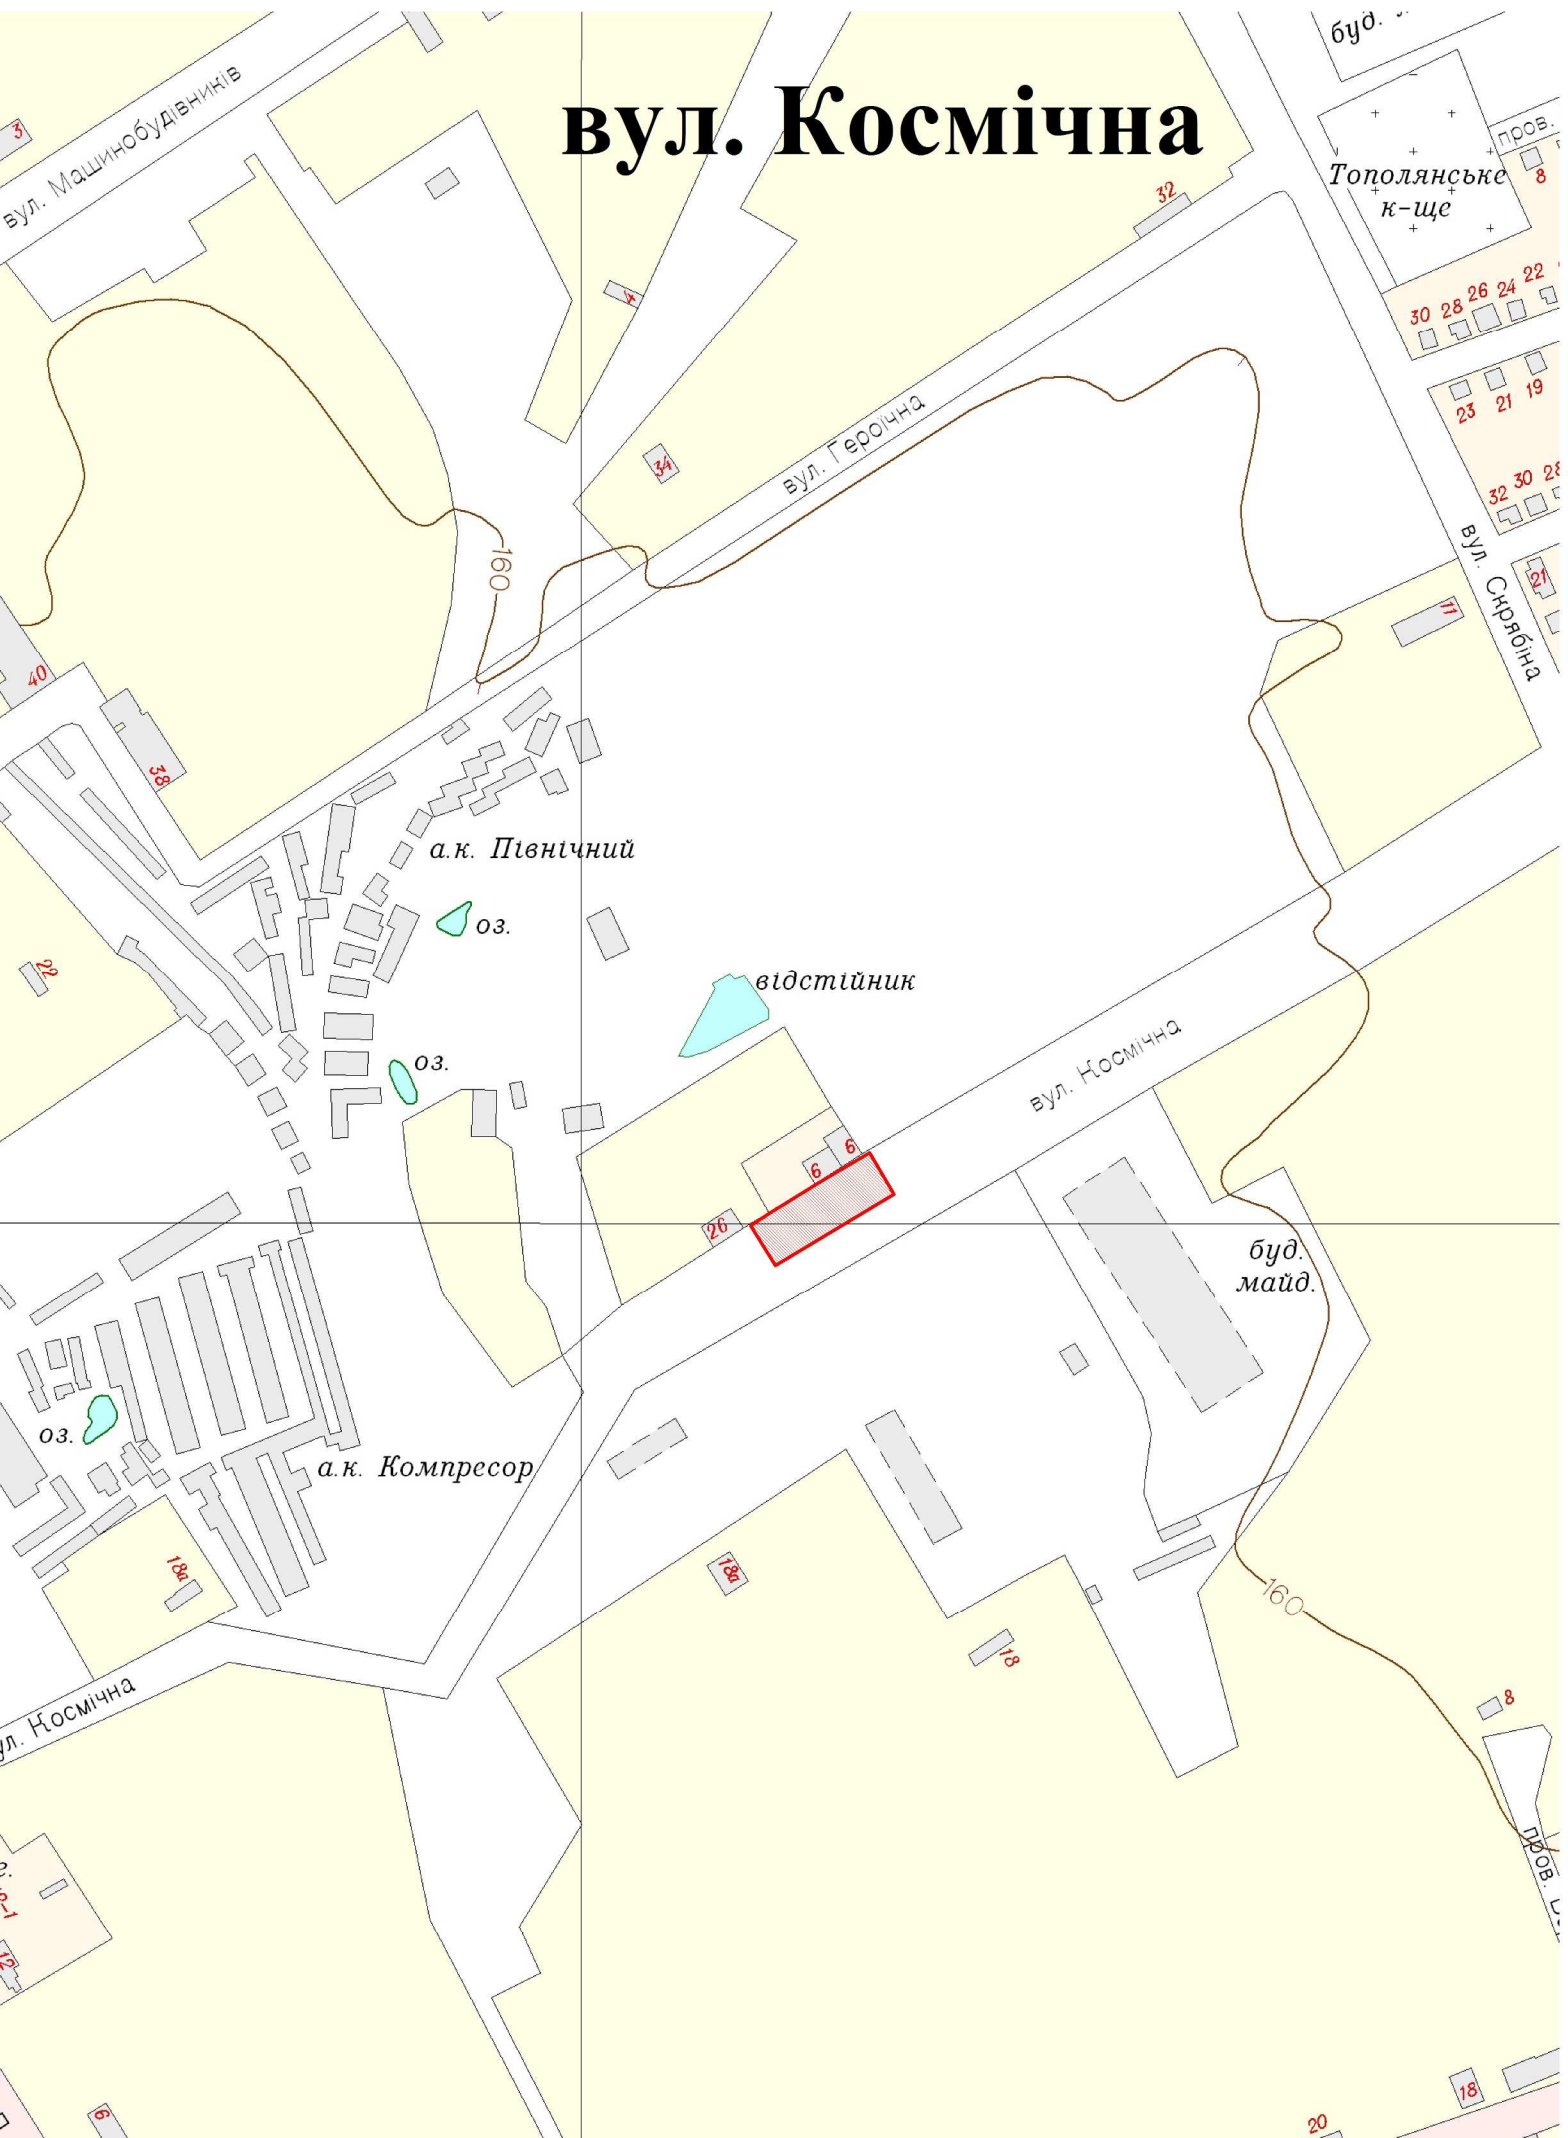 вул. Космічна
буд.
вул. Машинобудівників
3
пров.
Тополянське
к-ще
8
32
4
30
28
26
24
22
23
21
19
вул. Героїчна
34
32
30
28
160
вул. Скрябіна
21
11
40
38
а.к. Північний
оз.
22
відстійник
оз.
вул. Космічна
6
6
26
буд.
майд.
оз.
а.к. Компресор
18а
18а
160
18
8
Космічна
пров.
12
6
18
20